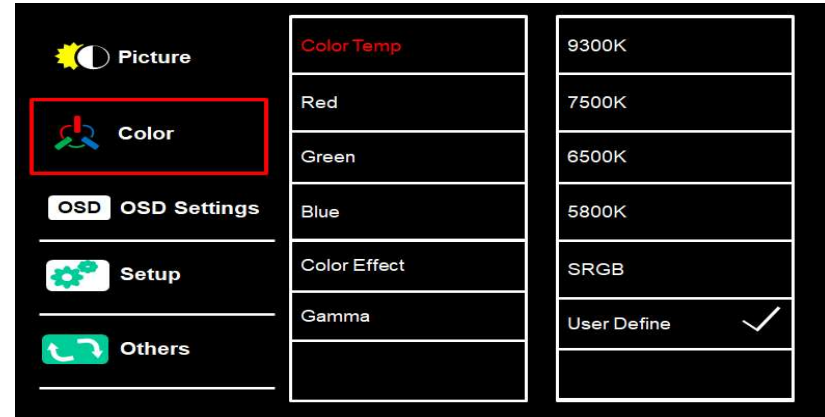 Picture
Color
OSD OSD Settings
Setup
Others
Color Temp
Red
Green
Blue
Color Effect
Gamma
9300K
7500K
6500K
5800K
SRGB
User Define